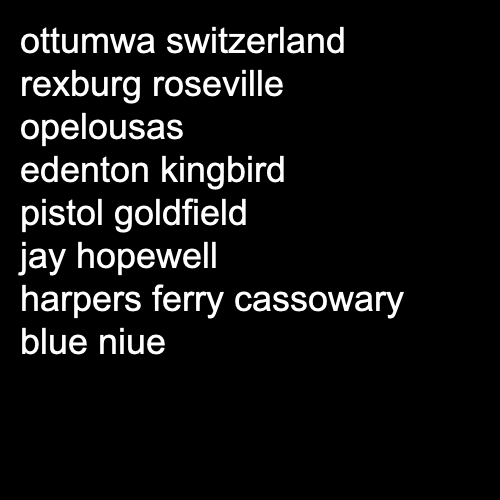 ottumwa switzerland
rexburg roseville
opelousas
edenton kingbird
pistol goldfield
jay hopewell
harpers ferry cassowary
blue niue